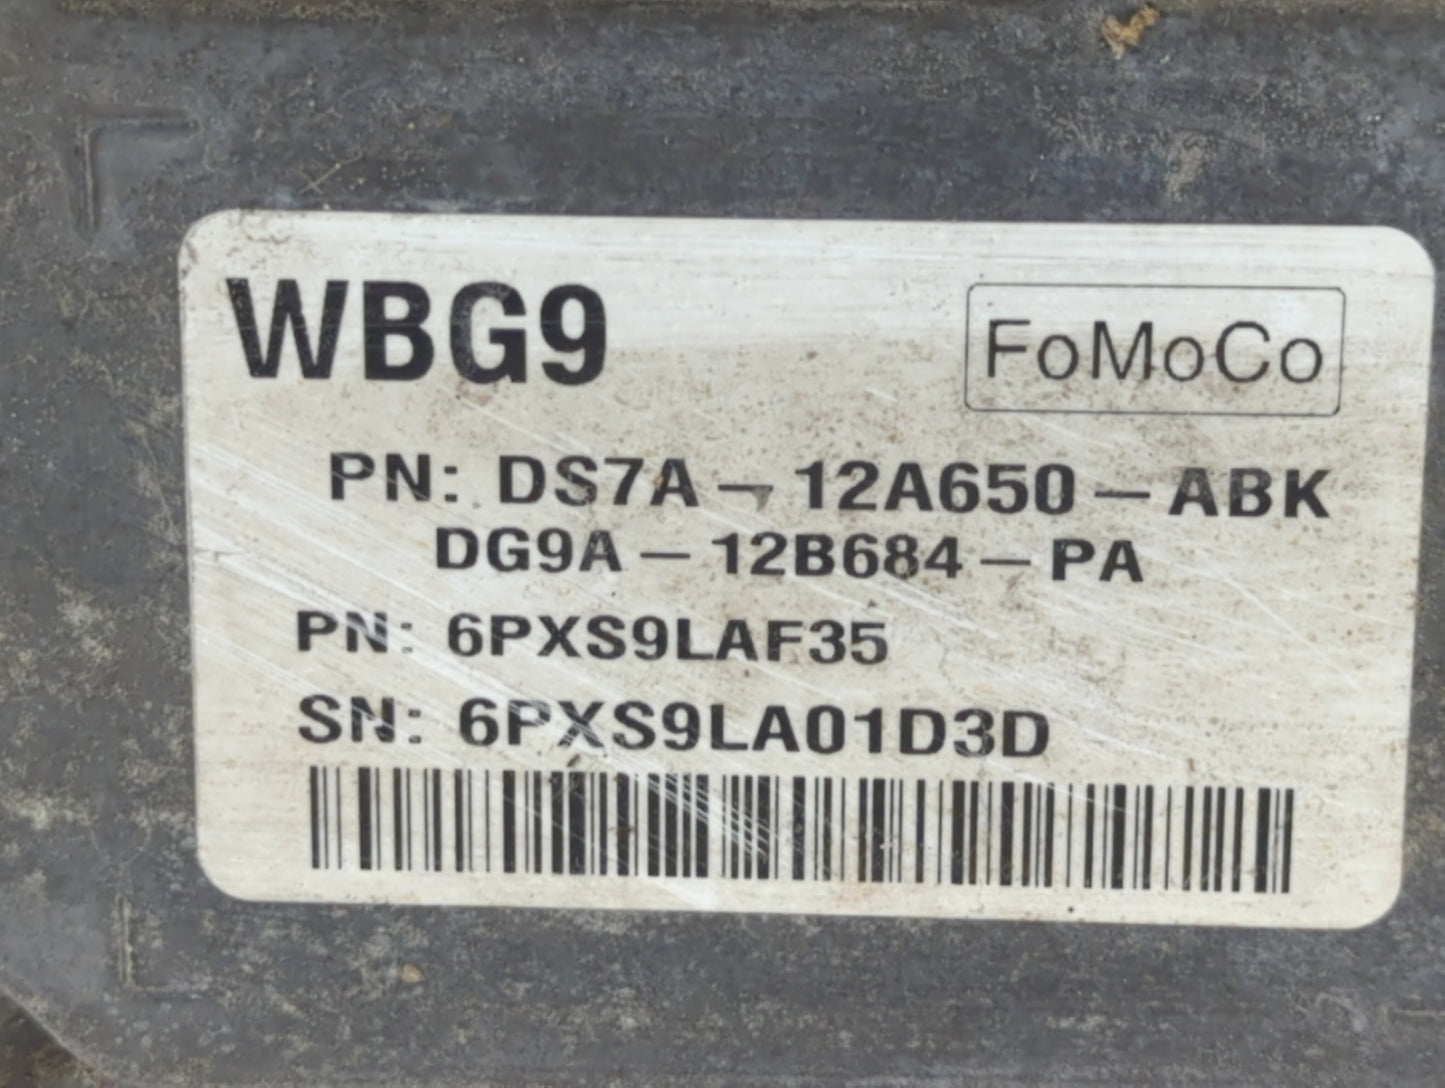 WBG9
FoMoCo
PN: DS7A-12A650-ABK
DG9A-12B684-PA
PN: 6PXS9LAF35
SN: 6PXS9LA01D3D